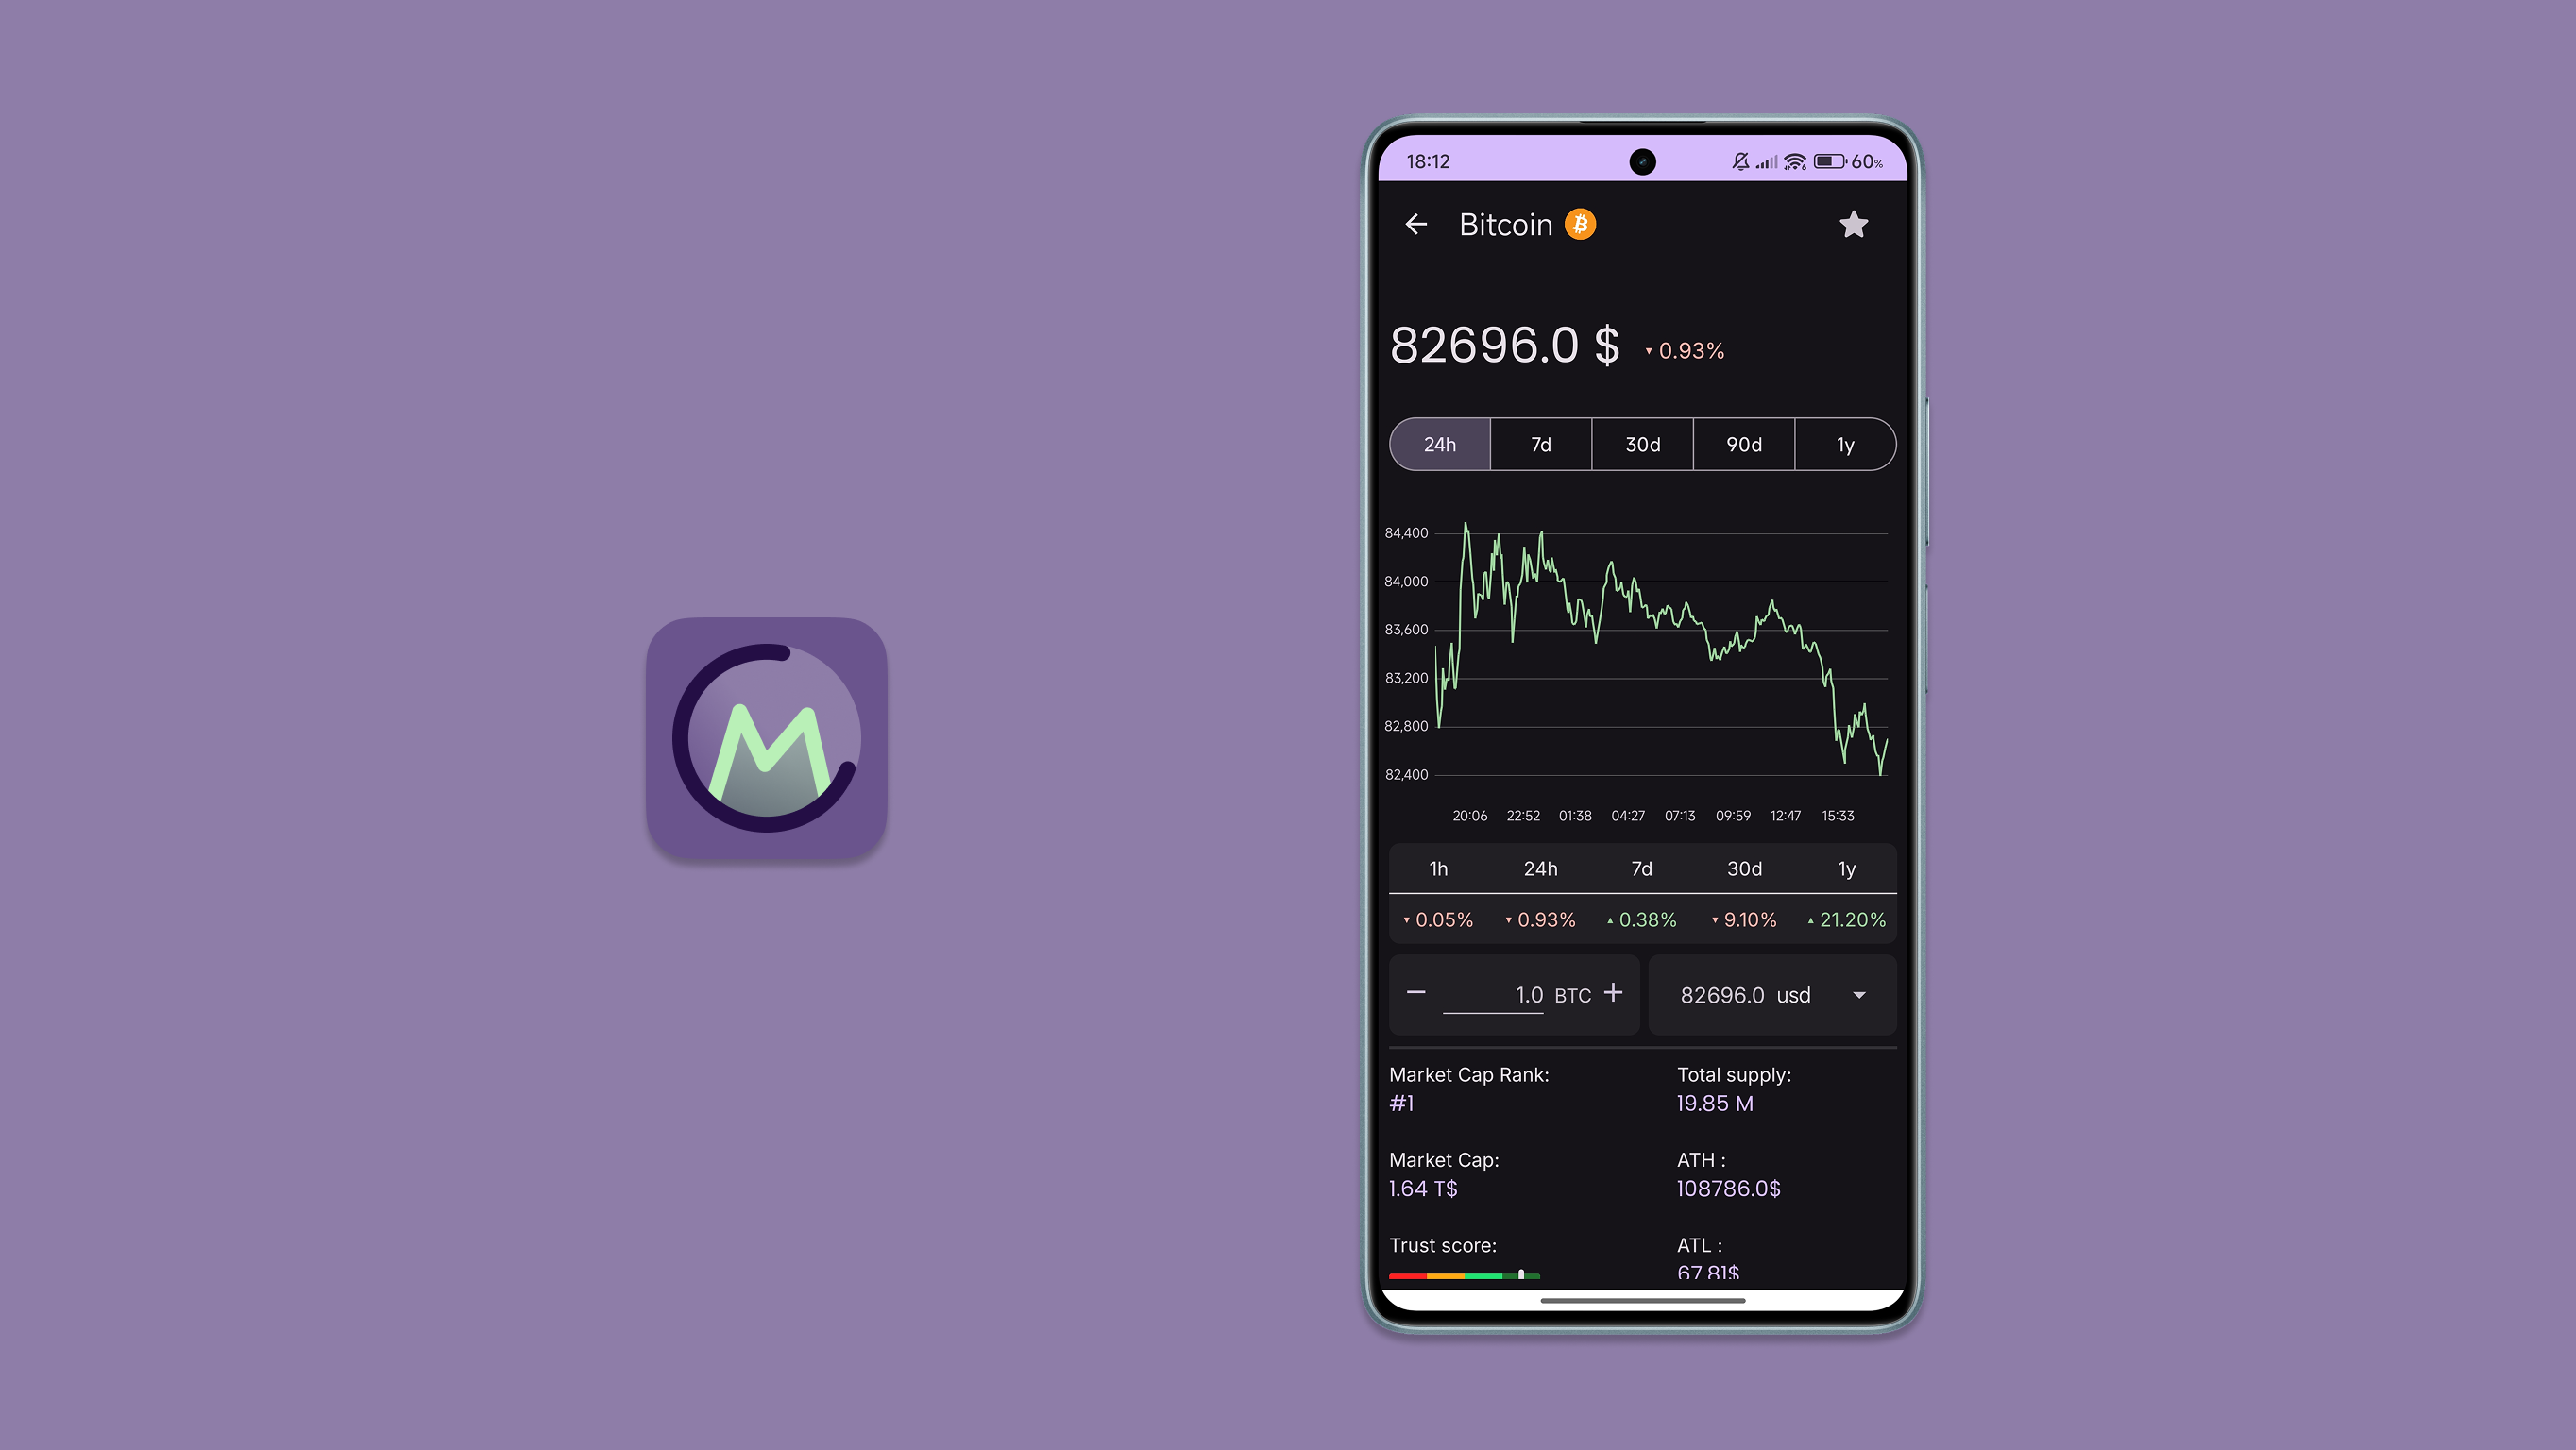 18:12 60%
Bitcoin
82696.0 $ ▾ 0.93%
24h 7d 30d 90d 1y
84,400
84,000
83,600
83,200
82,800
82,400
20:06 22:52 01:38 04:27 07:13 09:59 12:47 15:33
1h 24h 7d 30d 1y
▾ 0.05% ▾ 0.93% ▴ 0.38% ▾ 9.10% ▴ 21.20%
− 1.0 BTC + 82696.0 usd
Market Cap Rank: Total supply:
#1 19.85 M
Market Cap: ATH :
1.64 T$ 108786.0$
Trust score: ATL :
67.81$